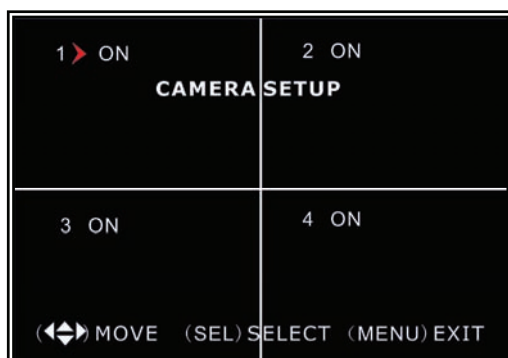 1 > ON 2 ON
CAMERA SETUP
3 ON 4 ON
(◀♦▶) MOVE (SEL) SELECT (MENU) EXIT